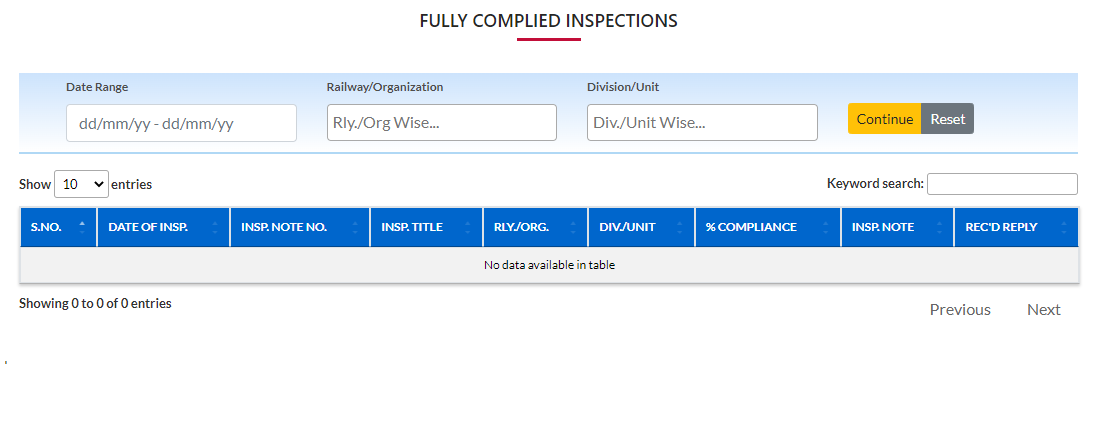 FULLY COMPLIED INSPECTIONS
Date Range Railway/Organization Division/Unit
dd/mm/yy - dd/mm/yy Rly./Org Wise... Div./Unit Wise... Continue Reset
Show 10 entries Keyword search:
S.NO. DATE OF INSP. INSP. NOTE NO. INSP. TITLE RLY./ORG. DIV./UNIT % COMPLIANCE INSP. NOTE REC'D REPLY
No data available in table
Showing 0 to 0 of 0 entries
Previous Next